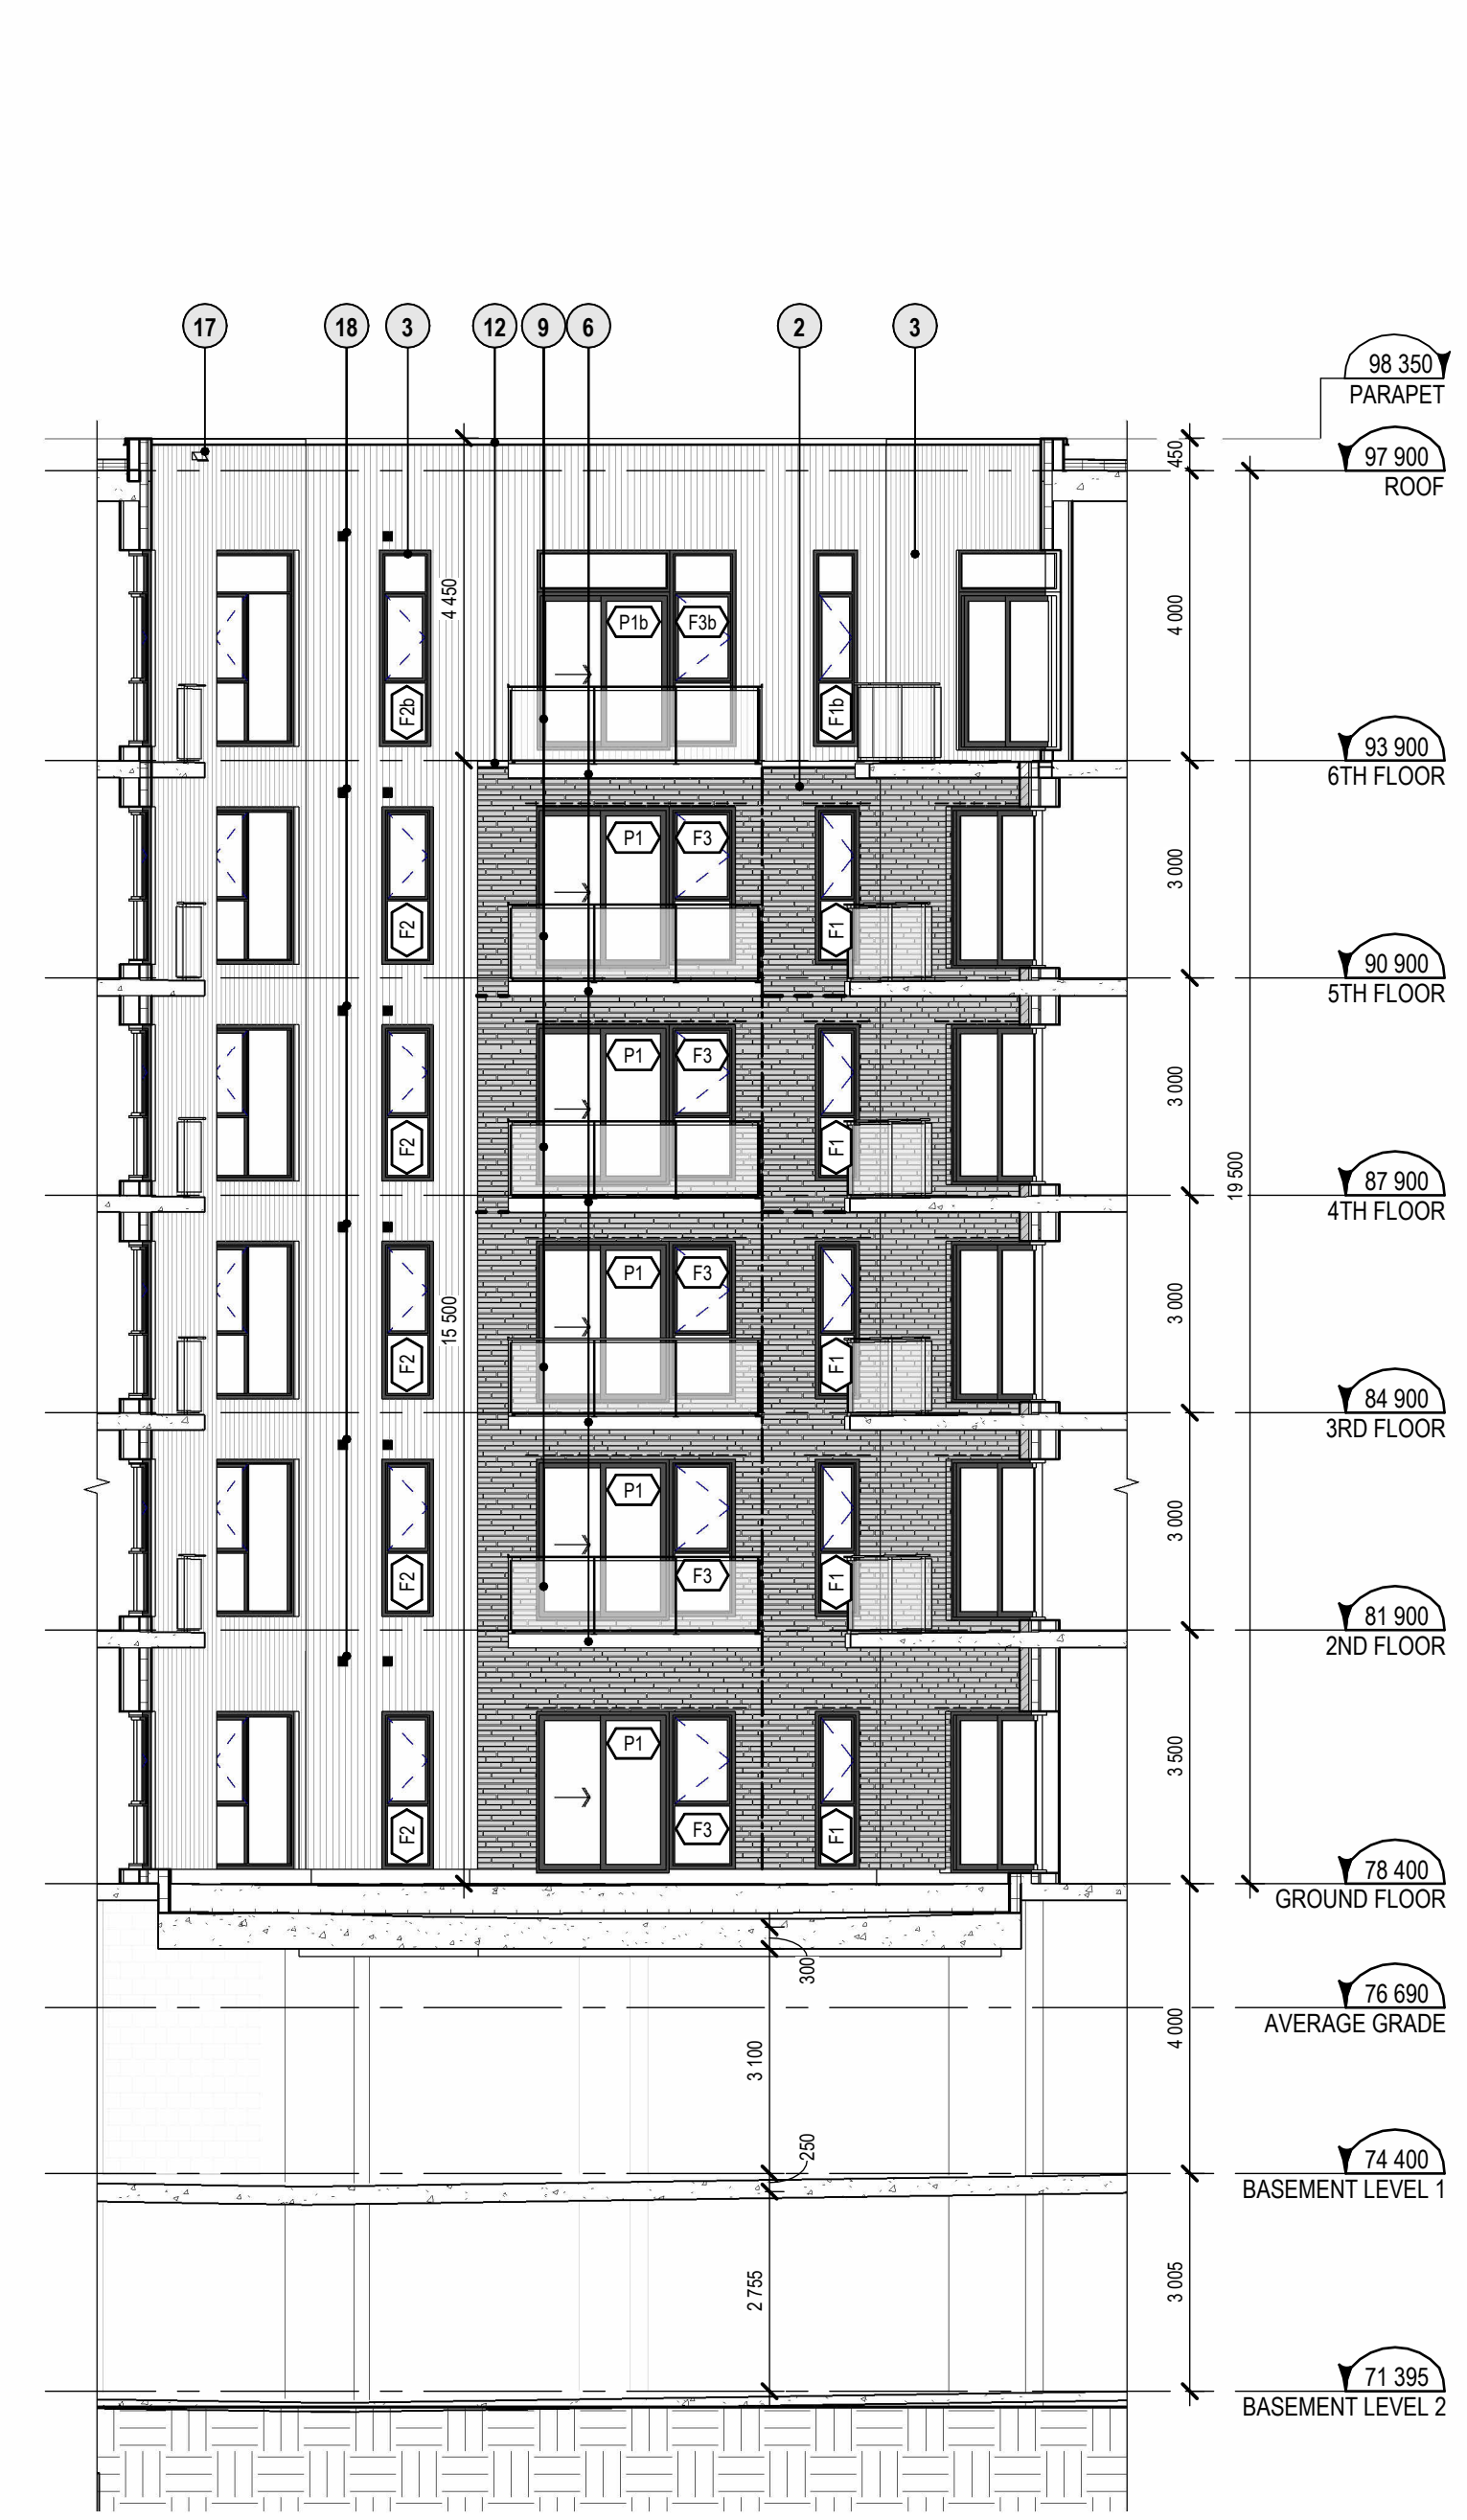 17 18 3 12 9 6 2 3
98 350
PARAPET
450
97 900
ROOF
4 450
4 000
P1b F3b
F2b F1b
93 900
6TH FLOOR
P1 F3
3 000
F2 F1
90 900
5TH FLOOR
P1 F3
3 000
F2 F1
19 500
87 900
4TH FLOOR
P1 F3
3 000
15 500
F2 F1
84 900
3RD FLOOR
P1
3 000
F3
F2 F1
81 900
2ND FLOOR
P1
3 500
F3
F2 F1
78 400
GROUND FLOOR
300
76 690
AVERAGE GRADE
4 000
3 100
250
74 400
BASEMENT LEVEL 1
3 005
2 755
71 395
BASEMENT LEVEL 2